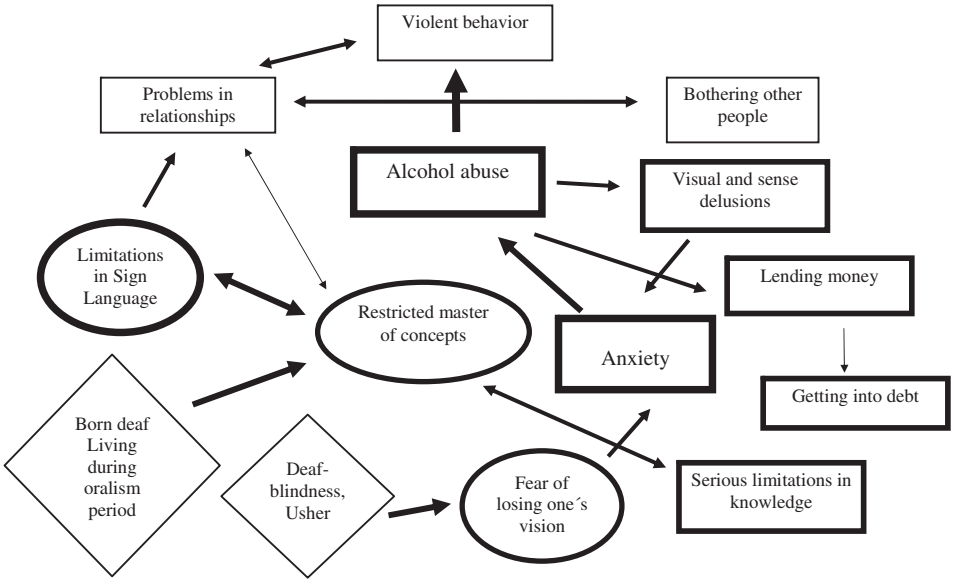 Violent behavior
Problems in
relationships
Bothering other
people
Alcohol abuse
Visual and sense
delusions
Limitations
in Sign
Language
Lending money
Restricted master
of concepts
Anxiety
Getting into debt
Born deaf
Living
during
oralism
period
Deaf-
blindness,
Usher
Fear of
losing one´s
vision
Serious limitations in
knowledge